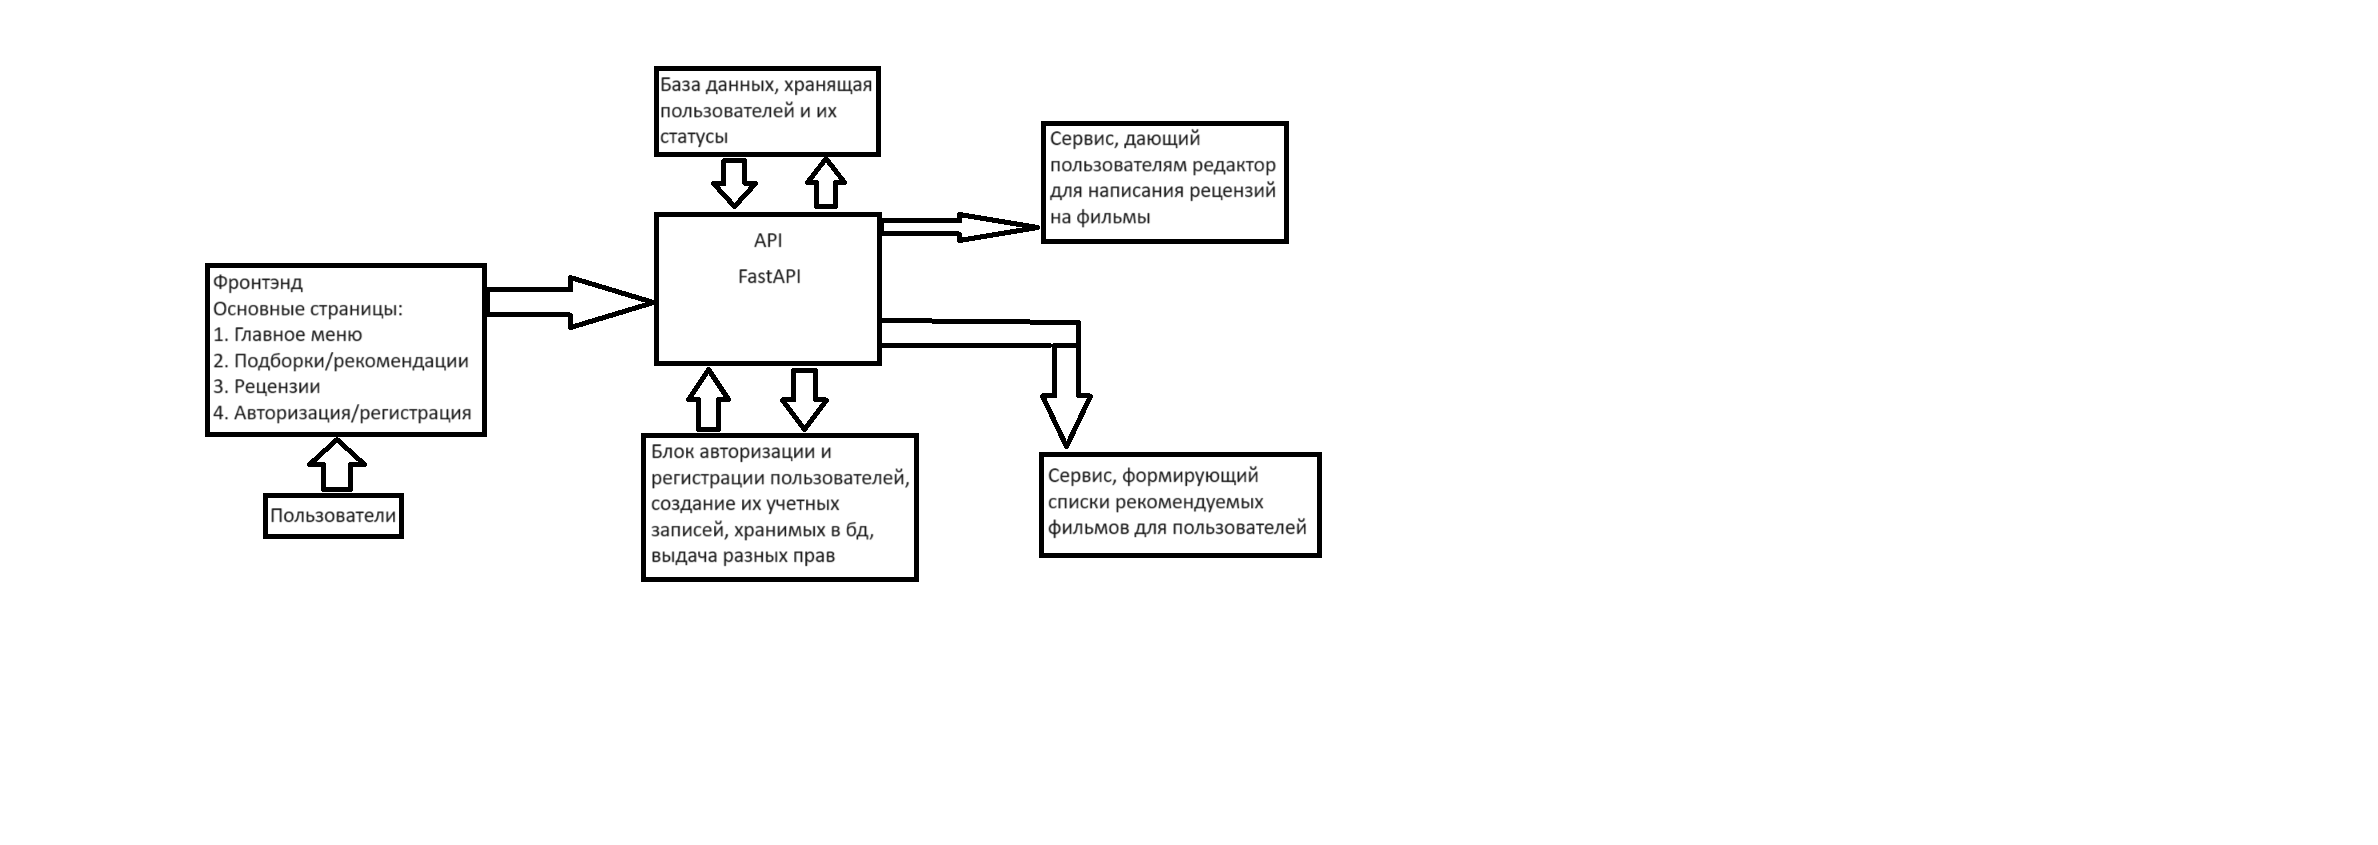 База данных, хранящая
пользователей и их
статусы
Сервис, дающий
пользователям редактор
для написания рецензий
на фильмы
API
FastAPI
Фронтэнд
Основные страницы:
1. Главное меню
2. Подборки/рекомендации
3. Рецензии
4. Авторизация/регистрация
Пользователи
Блок авторизации и
регистрации пользователей,
создание их учетных
записей, хранимых в бд,
выдача разных прав
Сервис, формирующий
списки рекомендуемых
фильмов для пользователей